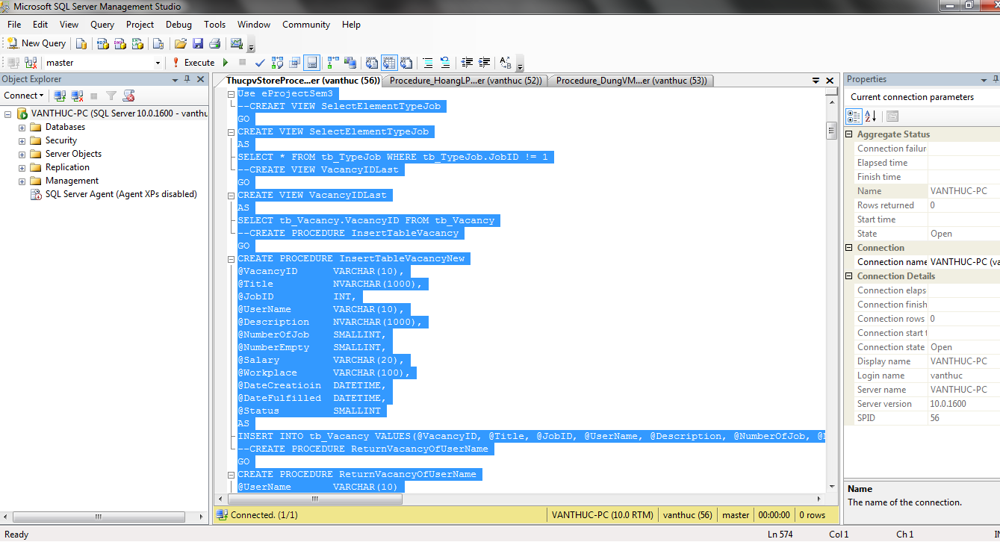 Microsoft SQL Server Management Studio
File Edit View Query Project Debug Tools Window Community Help
New Query
master Execute
Object Explorer
Connect
VANTHUC-PC (SQL Server 10.0.1600 - vanthu
Databases
Security
Server Objects
Replication
Management
SQL Server Agent (Agent XPs disabled)
ThucpvStoreProce...er (vanthuc (56)) Procedure_HoangLP...er (vanthuc (52)) Procedure_DungVM...er (vanthuc (53))
Use eProjectSem3
--CREAET VIEW SelectElementTypeJob
GO
CREATE VIEW SelectElementTypeJob
AS
SELECT * FROM tb_TypeJob WHERE tb_TypeJob.JobID != 1
--CREATE VIEW VacancyIDLast
GO
CREATE VIEW VacancyIDLast
AS
SELECT tb_Vacancy.VacancyID FROM tb_Vacancy
--CREATE PROCEDURE InsertTableVacancy
GO
CREATE PROCEDURE InsertTableVacancyNew
@VacancyID VARCHAR(10),
@Title NVARCHAR(1000),
@JobID INT,
@UserName VARCHAR(10),
@Description NVARCHAR(1000),
@NumberOfJob SMALLINT,
@NumberEmpty SMALLINT,
@Salary VARCHAR(20),
@Workplace VARCHAR(100),
@DateCreatioin DATETIME,
@DateFulfilled DATETIME,
@Status SMALLINT
AS
INSERT INTO tb_Vacancy VALUES(@VacancyID, @Title, @JobID, @UserName, @Description, @NumberOfJob,
--CREATE PROCEDURE ReturnVacancyOfUserName
GO
CREATE PROCEDURE ReturnVacancyOfUserName
@UserName VARCHAR(10)
Connected. (1/1) VANTHUC-PC (10.0 RTM) vanthuc (56) master 00:00:00 0 rows
Properties
Current connection parameters
Aggregate Status
Connection failur
Elapsed time
Finish time
Name VANTHUC-PC
Rows returned 0
Start time
State Open
Connection
Connection name VANTHUC-PC (va
Connection Details
Connection elaps
Connection finish
Connection rows 0
Connection start t
Connection state Open
Display name VANTHUC-PC
Login name vanthuc
Server name VANTHUC-PC
Server version 10.0.1600
SPID 56
Name
The name of the connection.
Ready Ln 574 Col 1 Ch 1